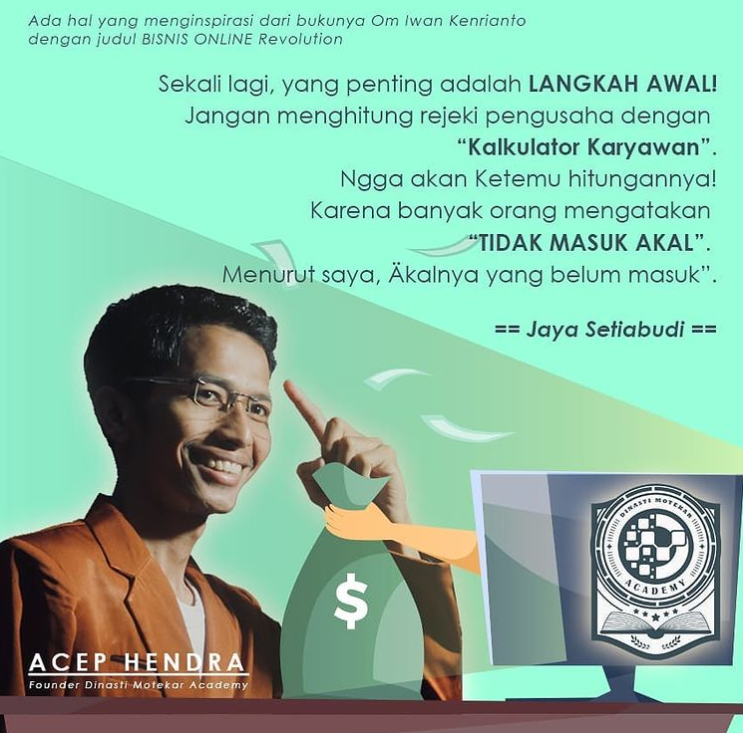 Ada hal yang menginspirasi dari bukunya Om Iwan Kenrianto
dengan judul BISNIS ONLINE Revolution
Sekali lagi, yang penting adalah LANGKAH AWAL!
Jangan menghitung rejeki pengusaha dengan
“Kalkulator Karyawan”.
Ngga akan Ketemu hitungannya!
Karena banyak orang mengatakan
“TIDAK MASUK AKAL”.
Menurut saya, Äkalnya yang belum masuk”.
== Jaya Setiabudi ==
$
DINASTI MOTEKAR
ACADEMY
ACEP HENDRA
Founder Dinasti Motekar Academy